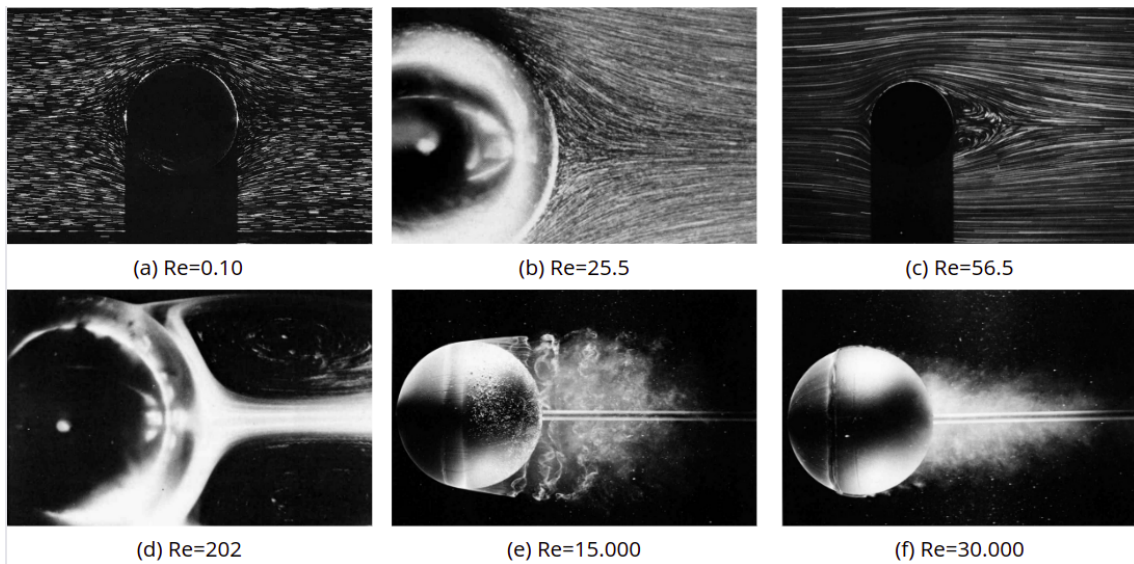 (a) Re=0.10
(b) Re=25.5
(c) Re=56.5
(d) Re=202
(e) Re=15.000
(f) Re=30.000